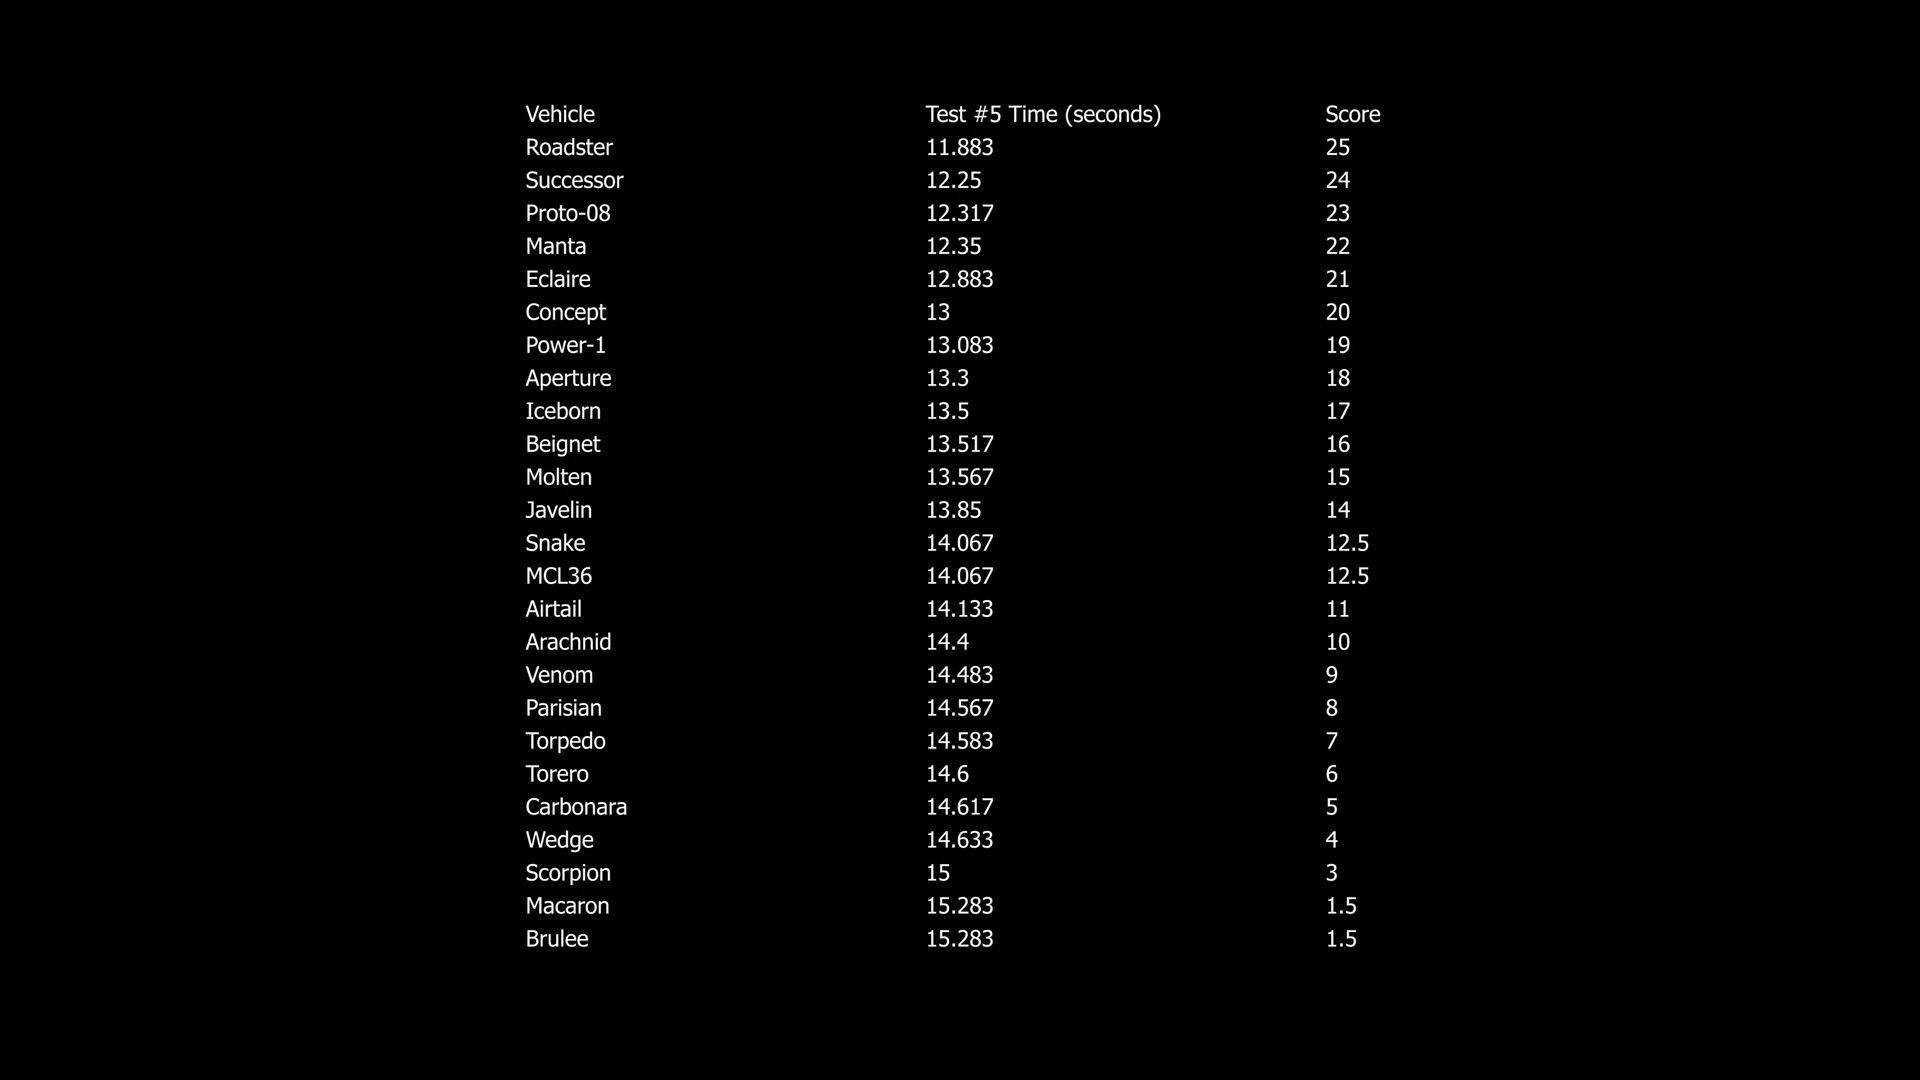 Vehicle Test #5 Time (seconds) Score
Roadster 11.883 25
Successor 12.25 24
Proto-08 12.317 23
Manta 12.35 22
Eclaire 12.883 21
Concept 13 20
Power-1 13.083 19
Aperture 13.3 18
Iceborn 13.5 17
Beignet 13.517 16
Molten 13.567 15
Javelin 13.85 14
Snake 14.067 12.5
MCL36 14.067 12.5
Airtail 14.133 11
Arachnid 14.4 10
Venom 14.483 9
Parisian 14.567 8
Torpedo 14.583 7
Torero 14.6 6
Carbonara 14.617 5
Wedge 14.633 4
Scorpion 15 3
Macaron 15.283 1.5
Brulee 15.283 1.5